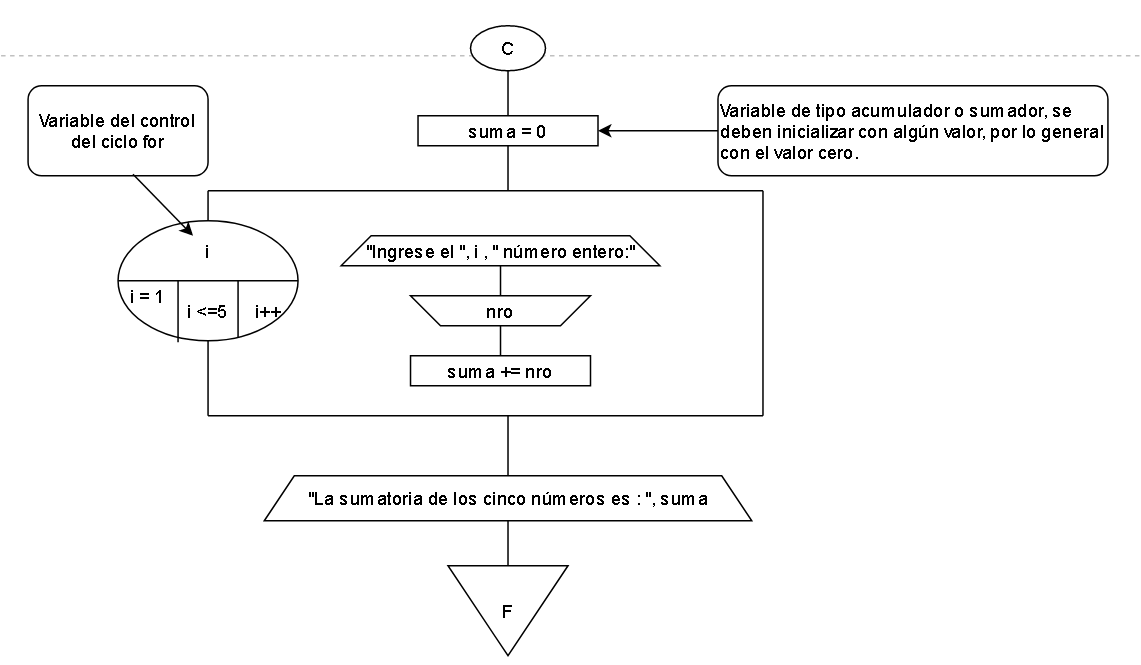 C
Variable del control
del ciclo for
suma = 0
Variable de tipo acumulador o sumador, se
deben inicializar con algún valor, por lo general
con el valor cero.
i
i = 1
i <=5
i++
"Ingrese el ", i , " número entero:"
nro
suma += nro
"La sumatoria de los cinco números es : ", suma
F